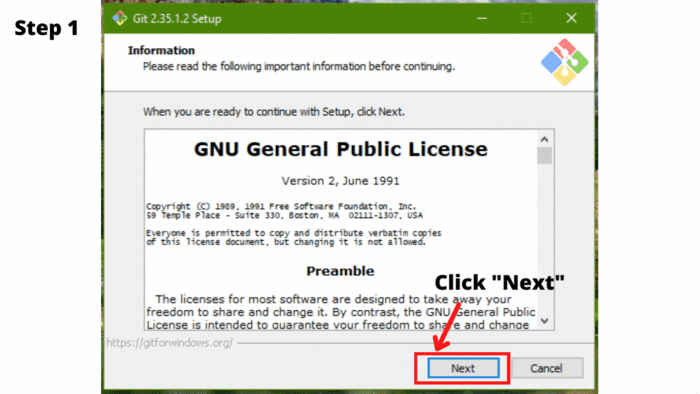 Step 1
Git 2.35.1.2 Setup
Information
Please read the following important information before continuing.
When you are ready to continue with Setup, click Next.
GNU General Public License
Version 2, June 1991
Copyright (C) 1989, 1991 Free Software Foundation, Inc.
59 Temple Place - Suite 330, Boston, MA  02111-1307, USA
Everyone is permitted to copy and distribute verbatim copies
of this license document, but changing it is not allowed.
Preamble
Click "Next"
The licenses for most software are designed to take away your
freedom to share and change it. By contrast, the GNU General Public
License is intended to guarantee your freedom to share and change
https://gitforwindows.org/
Next
Cancel